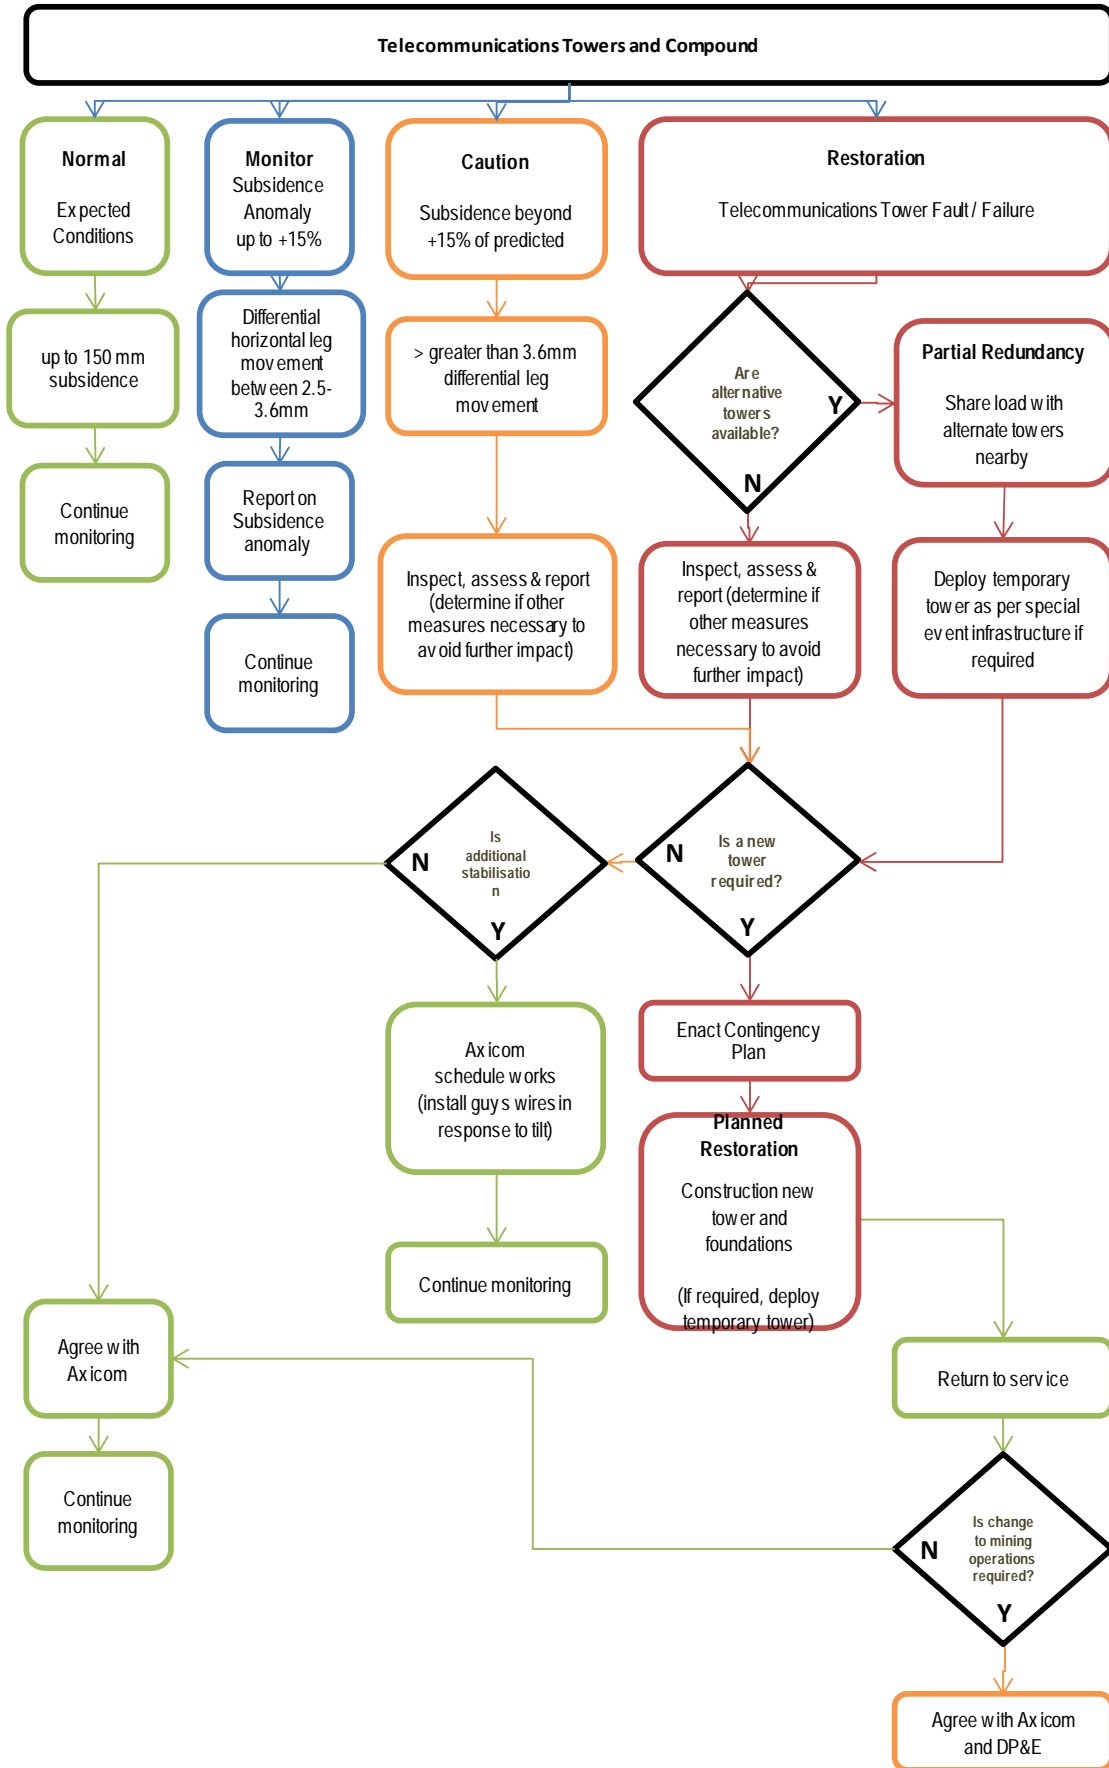 Telecommunications Towers and Compound
Normal
Expected
Conditions
Monitor
Subsidence
Anomaly
up to +15%
Caution
Subsidence beyond
+15% of predicted
Restoration
Telecommunications Tower Fault / Failure
up to 150 mm
subsidence
Differential
horizontal leg
movement
between 2.5-
3.6mm
> greater than 3.6mm
differential leg
movement
Are
alternative
towers
available?
Y
N
Partial Redundancy
Share load with
alternate towers
nearby
Continue
monitoring
Report on
Subsidence
anomaly
Inspect, assess & report
(determine if other
measures necessary to
avoid further impact)
Inspect, assess &
report (determine if
other measures
necessary to avoid
further impact)
Deploy temporary
tower as per special
event infrastructure if
required
Continue
monitoring
Is
additional
stabilisatio
n
N
Y
Is a new
tower
required?
N
Y
Axicom
schedule works
(install guys wires in
response to tilt)
Enact Contingency
Plan
Planned
Restoration
Construction new
tower and
foundations
(If required, deploy
temporary tower)
Continue monitoring
Agree with
Axicom
Return to service
Continue
monitoring
Is change
to mining
operations
required?
N
Y
Agree with Axicom
and DP&E